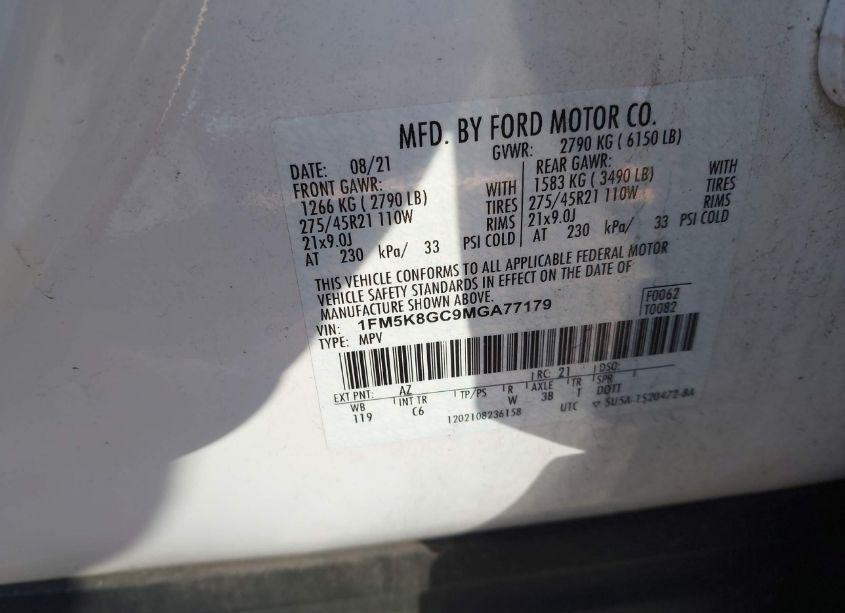 MFD. BY FORD MOTOR CO.
DATE: 08/21 GVWR: 2790 KG ( 6150 LB)
FRONT GAWR: REAR GAWR:
1266 KG ( 2790 LB) WITH 1583 KG ( 3490 LB) WITH
275/45R21 110W TIRES 275/45R21 110W TIRES
21x9.0J RIMS 21x9.0J RIMS
AT 230 kPa/ 33 PSI COLD AT 230 kPa/ 33 PSI COLD
THIS VEHICLE CONFORMS TO ALL APPLICABLE FEDERAL MOTOR
VEHICLE SAFETY STANDARDS IN EFFECT ON THE DATE OF
MANUFACTURE SHOWN ABOVE.
VIN: 1FM5K8GC9MGA77179 F0062
TYPE: MPV T0082
EXT PNT: AZ RC: 21 DSO:
WB INT TR TP/PS R AXLE TR SPR
119 C6 W 3B T DOTT
1202108236158 UTC ▽ 5U5A-1520472-BA